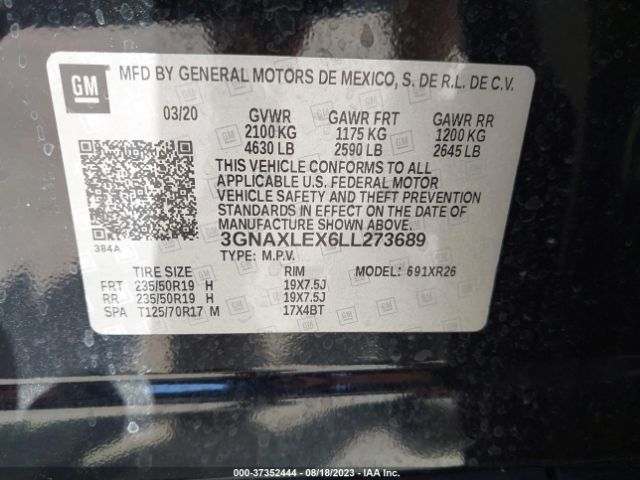 GM
MFD BY GENERAL MOTORS DE MEXICO, S. DE R.L. DE C.V.
03/20 GVWR GAWR FRT GAWR RR
2100 KG 1175 KG 1200 KG
4630 LB 2590 LB 2645 LB
THIS VEHICLE CONFORMS TO ALL
APPLICABLE U.S. FEDERAL MOTOR
VEHICLE SAFETY AND THEFT PREVENTION
STANDARDS IN EFFECT ON THE DATE OF
MANUFACTURE SHOWN ABOVE.
384A 3GNAXLEX6LL273689
TYPE: M.P.V.
TIRE SIZE RIM MODEL: 691XR26
FRT 235/50R19 H 19X7.5J
RR 235/50R19 H 19X7.5J
SPA T125/70R17 M 17X4BT
000-37352444 - 08/18/2023 - IAA Inc.